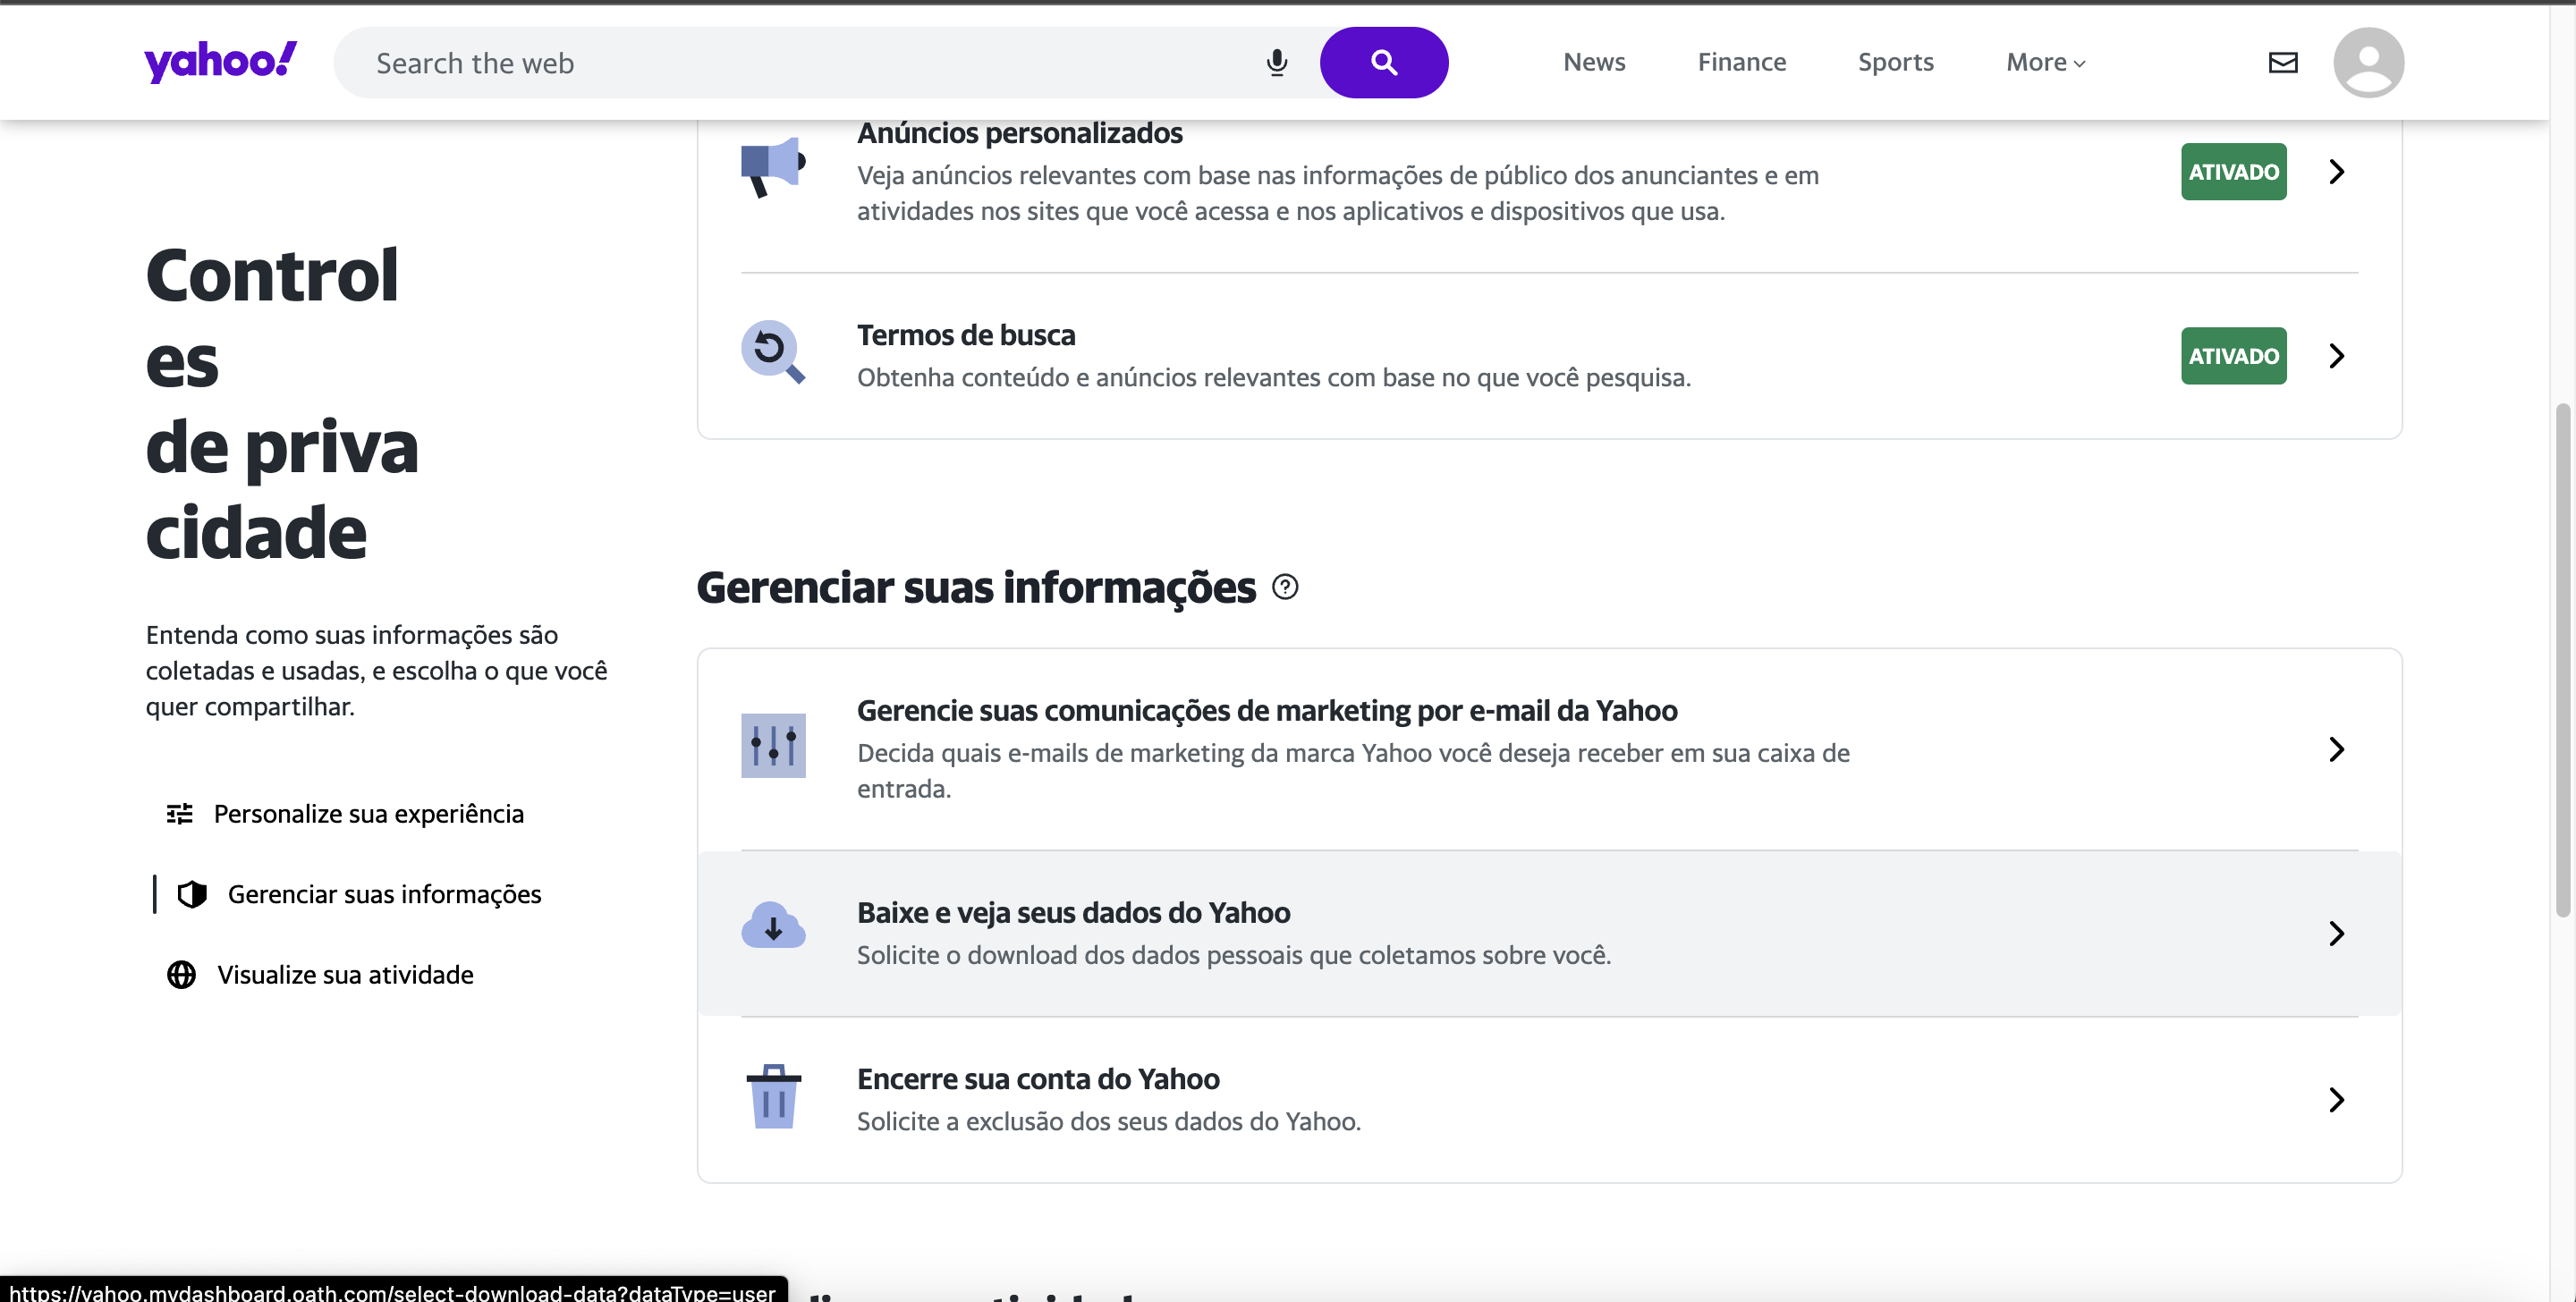 yahoo!
Search the web
News
Finance
Sports
More
Control
es
de priva
cidade
Entenda como suas informações são
coletadas e usadas, e escolha o que você
quer compartilhar.
Personalize sua experiência
Gerenciar suas informações
Visualize sua atividade
Anúncios personalizados
Veja anúncios relevantes com base nas informações de público dos anunciantes e em
atividades nos sites que você acessa e nos aplicativos e dispositivos que usa.
ATIVADO
Termos de busca
Obtenha conteúdo e anúncios relevantes com base no que você pesquisa.
ATIVADO
Gerenciar suas informações
Gerencie suas comunicações de marketing por e-mail da Yahoo
Decida quais e-mails de marketing da marca Yahoo você deseja receber em sua caixa de
entrada.
Baixe e veja seus dados do Yahoo
Solicite o download dos dados pessoais que coletamos sobre você.
Encerre sua conta do Yahoo
Solicite a exclusão dos seus dados do Yahoo.
https://yahoo.mydashboard.oath.com/select-download-data?dataType=user